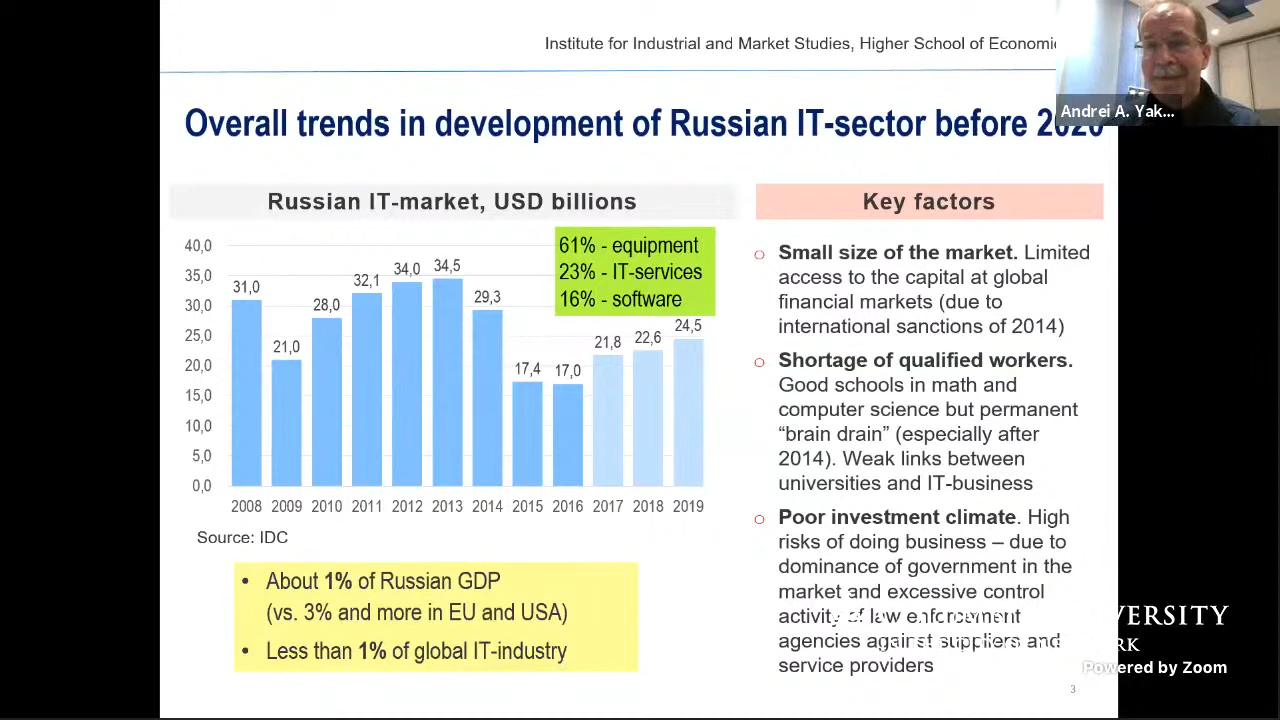 Institute for Industrial and Market Studies, Higher School of Economic
Andrei A. Yak...
Overall trends in development of Russian IT-sector before 2020
Russian IT-market, USD billions
61% - equipment
23% - IT-services
16% - software
40,0
35,0
30,0
25,0
20,0
15,0
10,0
5,0
0,0
31,0
21,0
28,0
32,1
34,0
34,5
29,3
17,4
17,0
21,8
22,6
24,5
2008 2009 2010 2011 2012 2013 2014 2015 2016 2017 2018 2019
Source: IDC
• About 1% of Russian GDP
(vs. 3% and more in EU and USA)
• Less than 1% of global IT-industry
Key factors
Small size of the market. Limited
access to the capital at global
financial markets (due to
international sanctions of 2014)
Shortage of qualified workers.
Good schools in math and
computer science but permanent
“brain drain” (especially after
2014). Weak links between
universities and IT-business
Poor investment climate. High
risks of doing business – due to
dominance of government in the
market and excessive control
activity of law enforcement
agencies against suppliers and
service providers
VERSITY
RK
Powered by Zoom
3